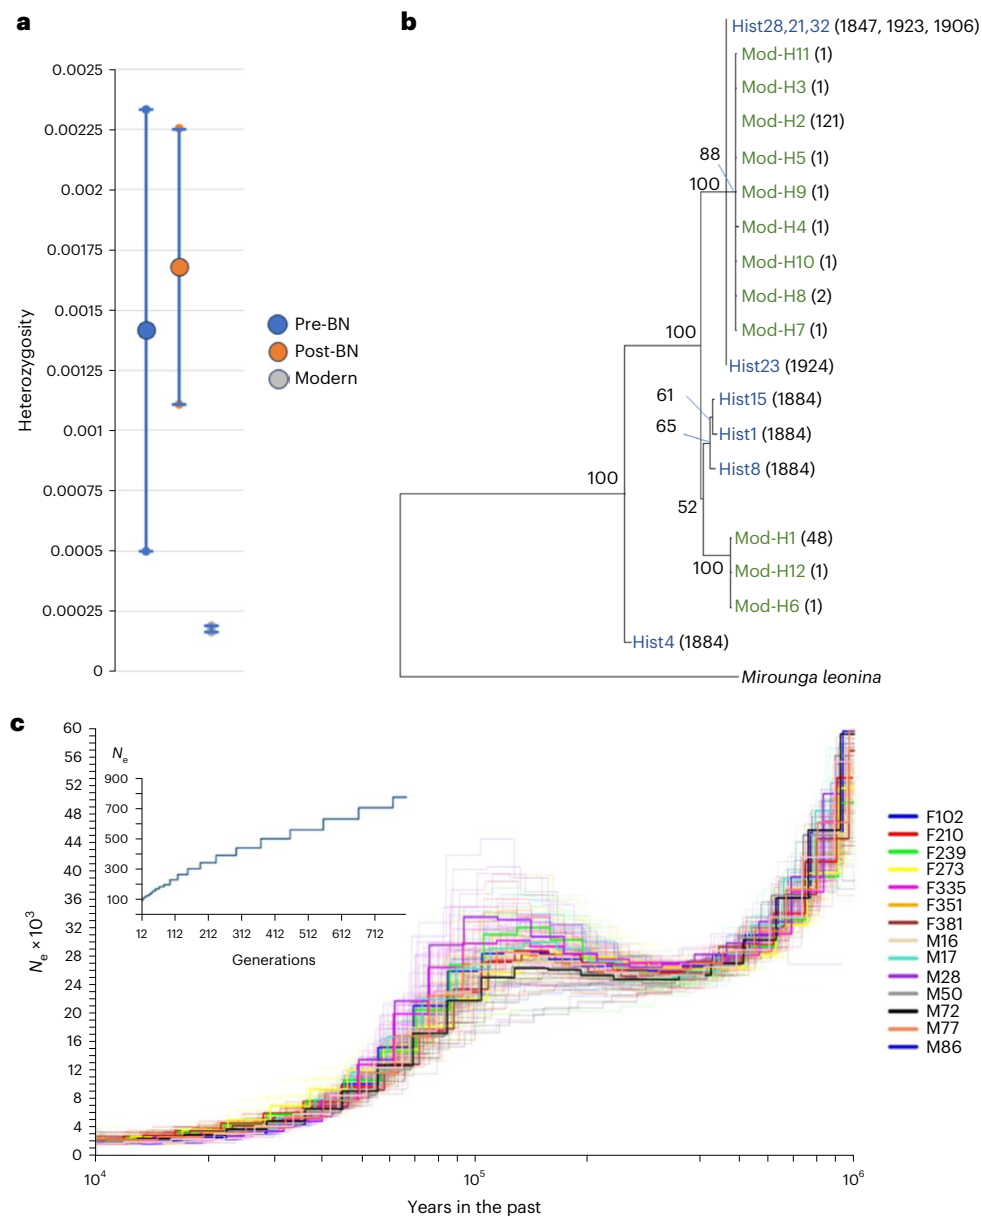 a
0.0025
0.00225
0.002
0.00175
0.0015
0.00125
0.001
0.00075
0.0005
0.00025
0
Heterozygosity
Pre-BN
Post-BN
Modern
b
Hist28,21,32 (1847, 1923, 1906)
Mod-H11 (1)
Mod-H3 (1)
Mod-H2 (121)
Mod-H5 (1)
Mod-H9 (1)
Mod-H4 (1)
Mod-H10 (1)
Mod-H8 (2)
Mod-H7 (1)
Hist23 (1924)
Hist15 (1884)
Hist1 (1884)
Hist8 (1884)
Mod-H1 (48)
Mod-H12 (1)
Mod-H6 (1)
Hist4 (1884)
Mirounga leonina
88
100
100
61
65
100
52
100
c
60
56
52
48
44
40
36
32
28
24
20
16
12
8
4
0
Nₑ × 10³
10⁴
10⁵
10⁶
Years in the past
Nₑ
900
700
500
300
100
12
112
212
312
412
512
612
712
Generations
F102
F210
F239
F273
F335
F351
F381
M16
M17
M28
M50
M72
M77
M86